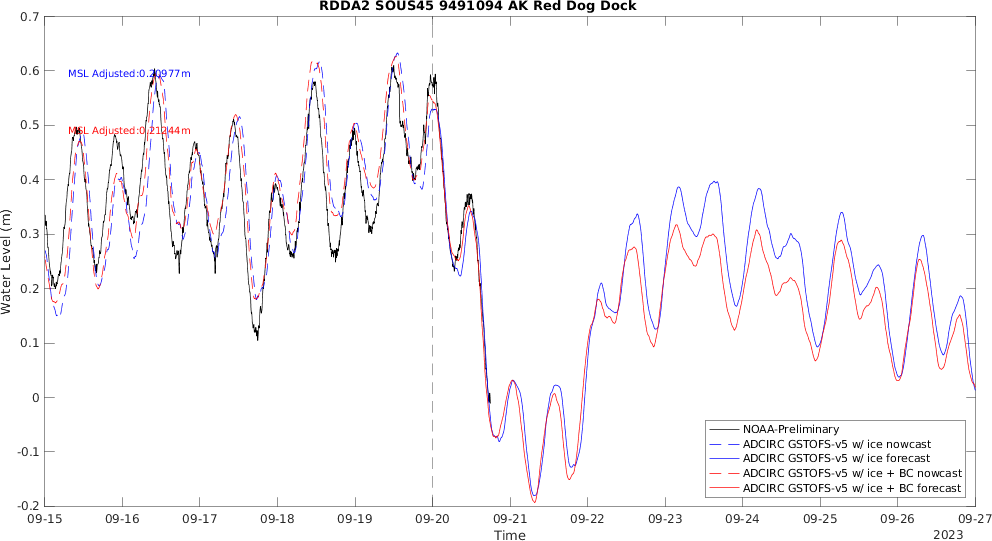 RDDA2 SOUS45 9491094 AK Red Dog Dock
0.7
0.6
0.5
0.4
0.3
0.2
0.1
0
-0.1
-0.2
Water Level (m)
MSL Adjusted:0.20977m
MSL Adjusted:0.21244m
NOAA-Preliminary
ADCIRC GSTOFS-v5 w/ ice nowcast
ADCIRC GSTOFS-v5 w/ ice forecast
ADCIRC GSTOFS-v5 w/ ice + BC nowcast
ADCIRC GSTOFS-v5 w/ ice + BC forecast
09-15 09-16 09-17 09-18 09-19 09-20 09-21 09-22 09-23 09-24 09-25 09-26 09-27
Time
2023